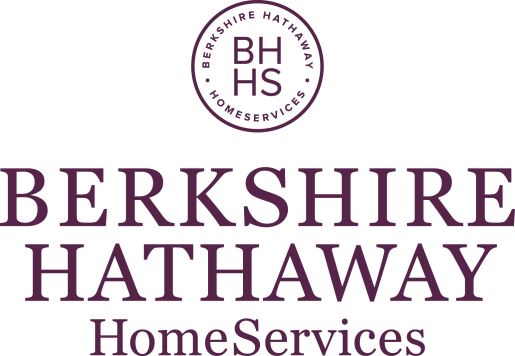 BERKSHIRE HATHAWAY
BH
HS
• HOMESERVICES •
BERKSHIRE
HATHAWAY
HomeServices